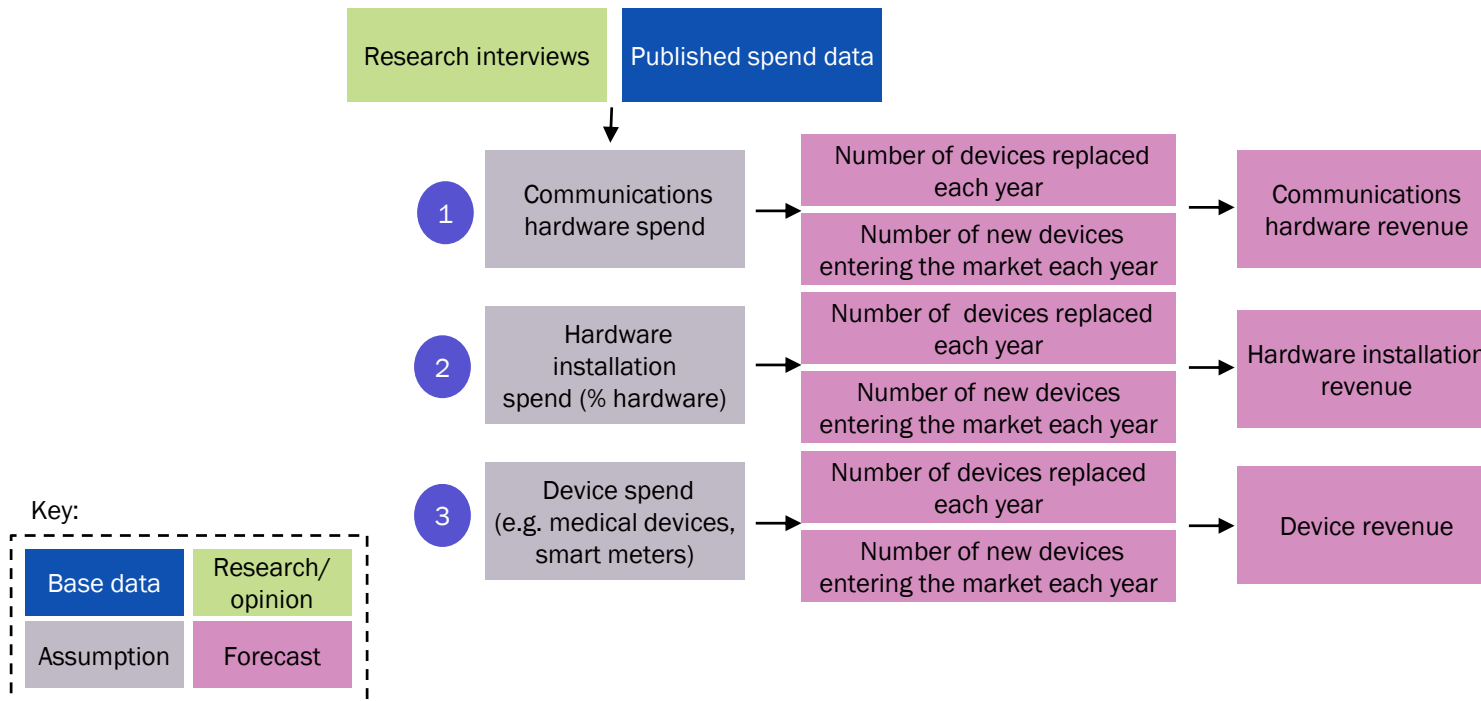 Research interviews
Published spend data
1
Communications
hardware spend
Number of devices replaced
each year
Number of new devices
entering the market each year
Communications
hardware revenue
2
Hardware
installation
spend (% hardware)
Number of  devices replaced
each year
Number of new devices
entering the market each year
Hardware installation
revenue
3
Device spend
(e.g. medical devices,
smart meters)
Number of devices replaced
each year
Number of new devices
entering the market each year
Device revenue
Key:
Base data
Research/
opinion
Assumption
Forecast